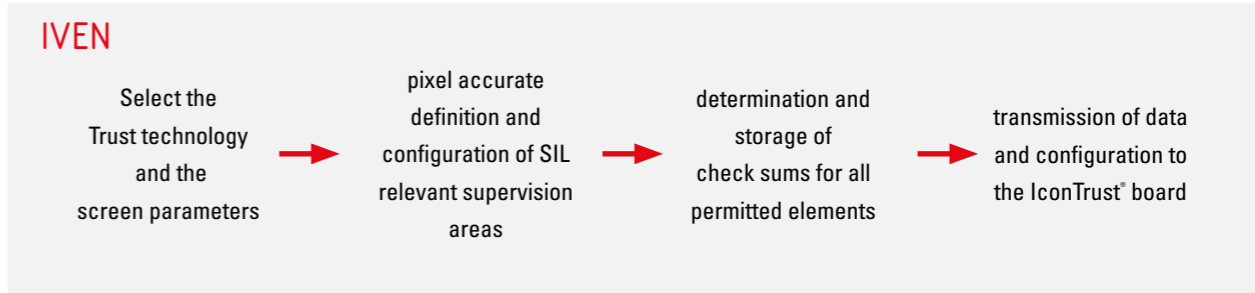 IVEN
Select the
Trust technology
and the
screen parameters
pixel accurate
definition and
configuration of SIL
relevant supervision
areas
determination and
storage of
check sums for all
permitted elements
transmission of data
and configuration to
the IconTrust® board